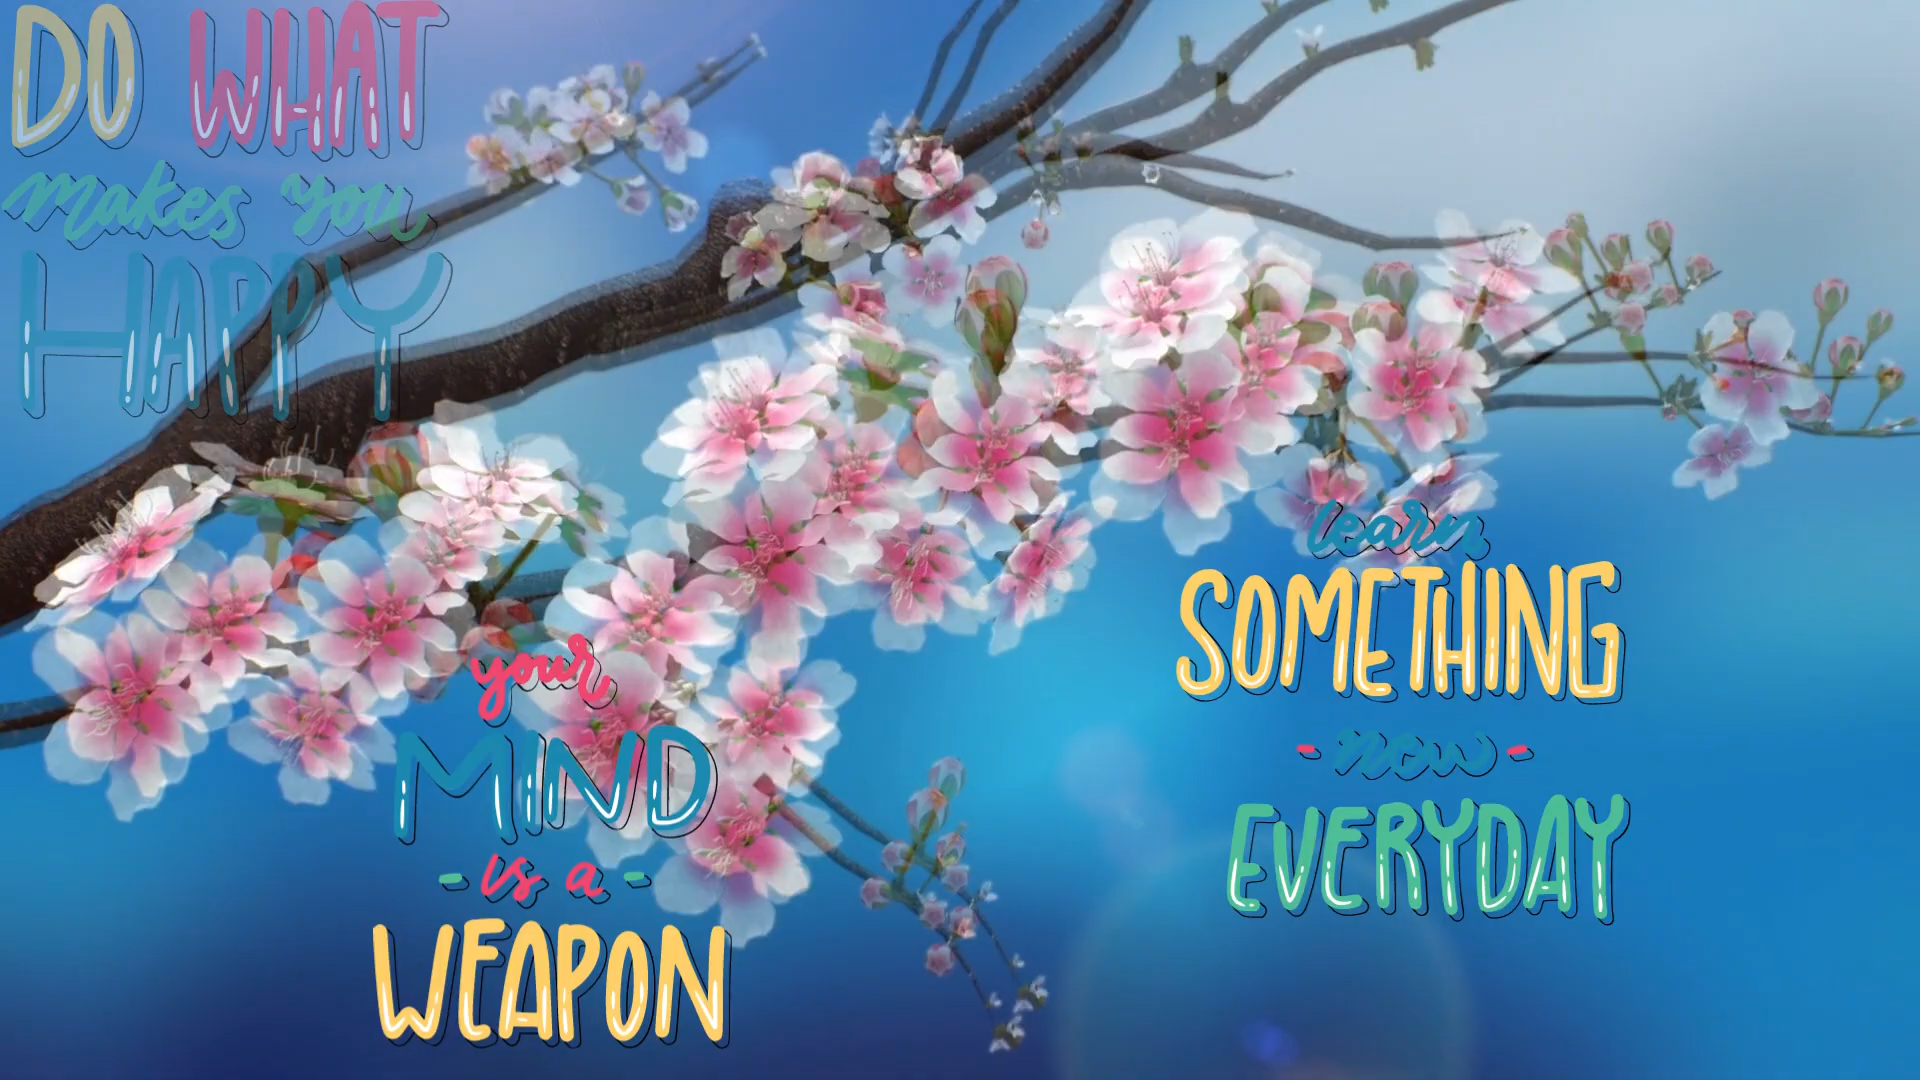 DO WHAT
makes you
HAPPY
your
MIND
- is a -
WEAPON
learn
SOMETHING
- new -
EVERYDAY